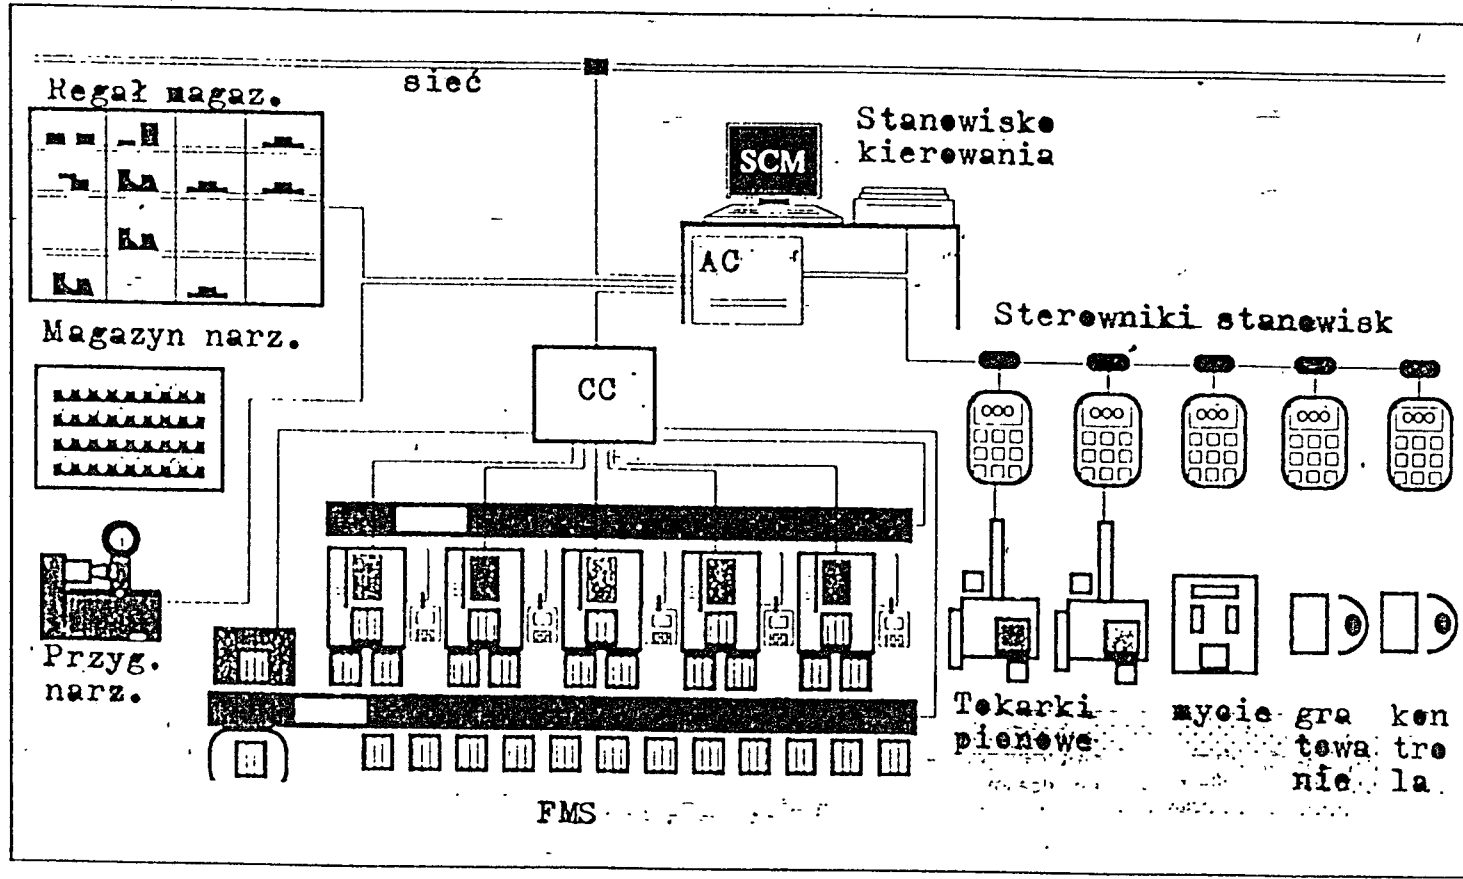 sieć
Regał magaz.
Stanowisko
kierowania
SCM
AC
Magazyn narz.
Sterowniki stanowisk
CC
Przyg.
narz.
Tokarki
pionowe
mycie
gra
towa
nie
kon
tro
la
FMS